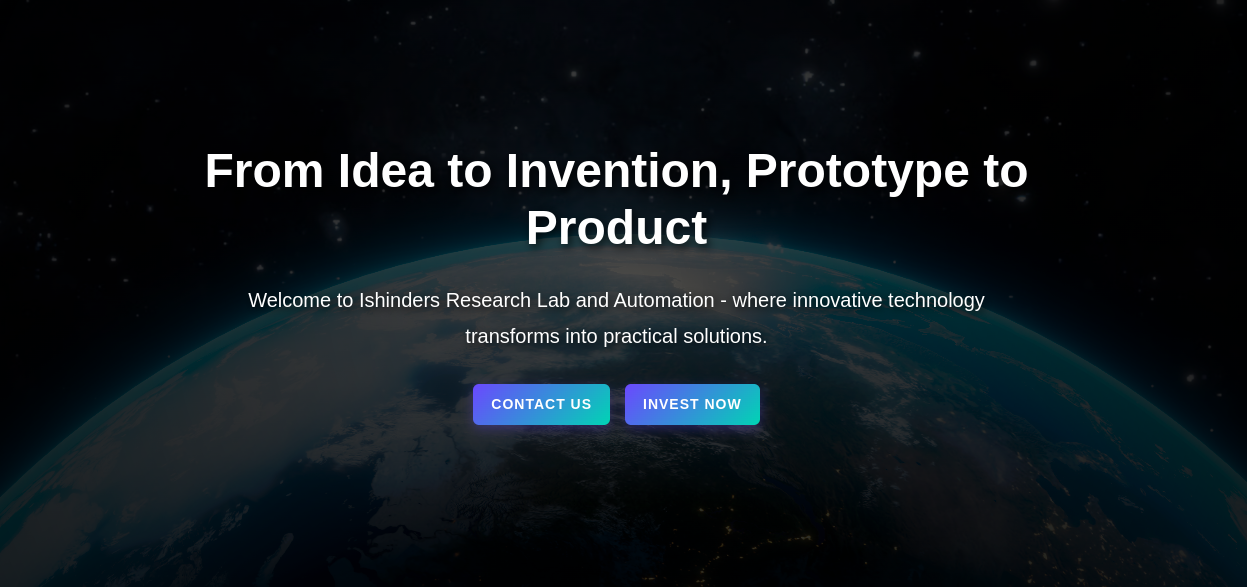 From Idea to Invention, Prototype to
Product
Welcome to Ishinders Research Lab and Automation - where innovative technology
transforms into practical solutions.
CONTACT US
INVEST NOW